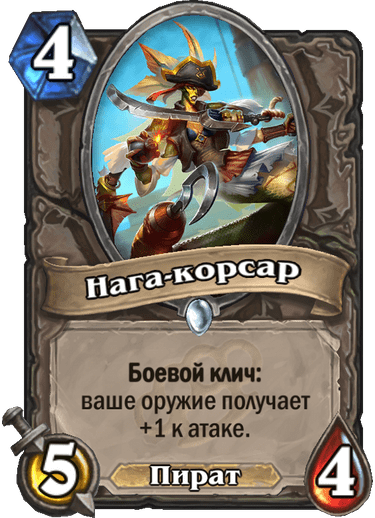 4
Нага-корсар
Боевой клич:
ваше оружие получает
+1 к атаке.
5
Пират
4